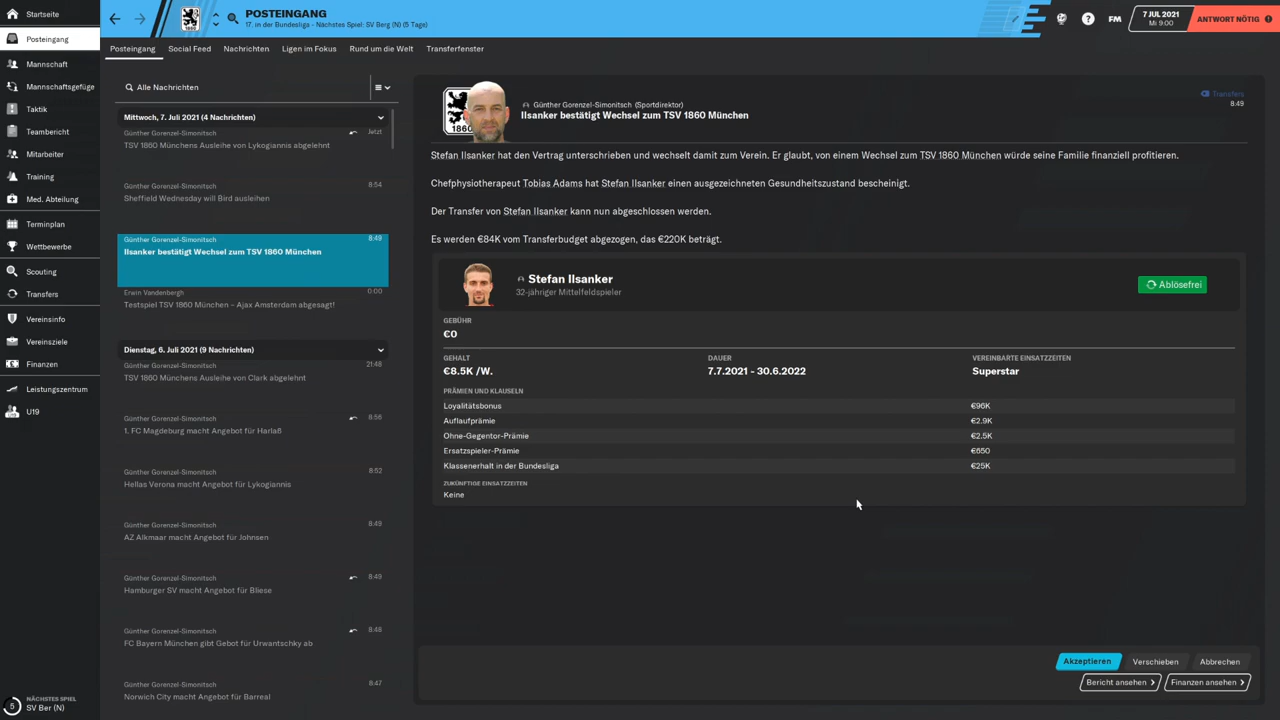 Startseite
Posteingang
Mannschaft
Mannschaftsgefüge
Taktik
Teambericht
Mitarbeiter
Training
Med. Abteilung
Terminplan
Wettbewerbe
Scouting
Transfers
Vereinsinfo
Vereinsziele
Finanzen
Leistungszentrum
U19
5
NÄCHSTES SPIEL
SV Ber (N)
POSTEINGANG
17. in der Bundesliga - Nächstes Spiel: SV Berg (N) (5 Tage)
FM
7 JUL 2021
Mi 9:00
ANTWORT NÖTIG
Posteingang
Social Feed
Nachrichten
Ligen im Fokus
Rund um die Welt
Transferfenster
Alle Nachrichten
Mittwoch, 7. Juli 2021 (4 Nachrichten)
Günther Gorenzel-Simonitsch
Jetzt
TSV 1860 Münchens Ausleihe von Lykogiannis abgelehnt
Günther Gorenzel-Simonitsch
8:54
Sheffield Wednesday will Bird ausleihen
Günther Gorenzel-Simonitsch
8:49
Ilsanker bestätigt Wechsel zum TSV 1860 München
Erwin Vandenbergh
0:00
Testspiel TSV 1860 München – Ajax Amsterdam abgesagt!
Dienstag, 6. Juli 2021 (9 Nachrichten)
Günther Gorenzel-Simonitsch
21:48
TSV 1860 Münchens Ausleihe von Clark abgelehnt
Günther Gorenzel-Simonitsch
8:56
1. FC Magdeburg macht Angebot für Harlaß
Günther Gorenzel-Simonitsch
8:52
Hellas Verona macht Angebot für Lykogiannis
Günther Gorenzel-Simonitsch
8:49
AZ Alkmaar macht Angebot für Johnsen
Günther Gorenzel-Simonitsch
8:49
Hamburger SV macht Angebot für Bliese
Günther Gorenzel-Simonitsch
8:48
FC Bayern München gibt Gebot für Urwantschky ab
Günther Gorenzel-Simonitsch
8:47
Norwich City macht Angebot für Barreal
1860
Günther Gorenzel-Simonitsch (Sportdirektor)
Ilsanker bestätigt Wechsel zum TSV 1860 München
Transfers
8:49
Stefan Ilsanker hat den Vertrag unterschrieben und wechselt damit zum Verein. Er glaubt, von einem Wechsel zum TSV 1860 München würde seine Familie finanziell profitieren.
Chefphysiotherapeut Tobias Adams hat Stefan Ilsanker einen ausgezeichneten Gesundheitszustand bescheinigt.
Der Transfer von Stefan Ilsanker kann nun abgeschlossen werden.
Es werden €84K vom Transferbudget abgezogen, das €220K beträgt.
Stefan Ilsanker
32-jähriger Mittelfeldspieler
Ablösefrei
GEBÜHR
€0
GEHALT
€8.5K /W.
DAUER
7.7.2021 - 30.6.2022
VEREINBARTE EINSATZZEITEN
Superstar
PRÄMIEN UND KLAUSELN
Loyalitätsbonus €96K
Auflaufprämie €2.9K
Ohne-Gegentor-Prämie €2.5K
Ersatzspieler-Prämie €650
Klassenerhalt in der Bundesliga €25K
ZUKÜNFTIGE EINSATZZEITEN
Keine
Akzeptieren
Verschieben
Abbrechen
Bericht ansehen
Finanzen ansehen